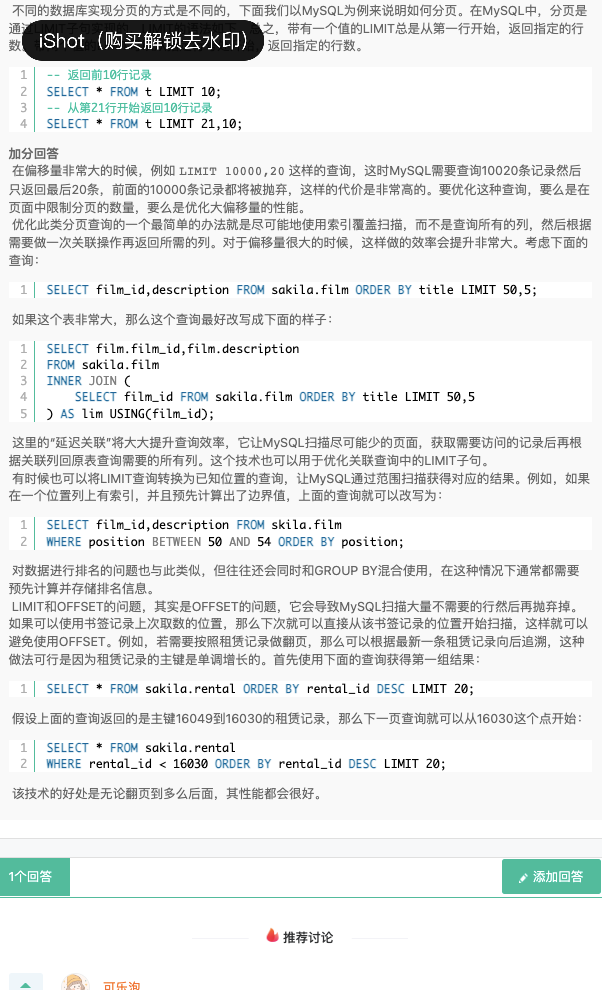 不同的数据库实现分页的方式是不同的，下面我们以MySQL为例来说明如何分页。在MySQL中，分页是
iShot（购买解锁去水印）
之，带有一个值的LIMIT总是从第一行开始，返回指定的行
，返回指定的行数。
1 -- 返回前10行记录
2 SELECT * FROM t LIMIT 10;
3 -- 从第21行开始返回10行记录
4 SELECT * FROM t LIMIT 21,10;
加分回答
在偏移量非常大的时候，例如 LIMIT 10000,20 这样的查询，这时MySQL需要查询10020条记录然后
只返回最后20条，前面的10000条记录都将被抛弃，这样的代价是非常高的。要优化这种查询，要么是在
页面中限制分页的数量，要么是优化大偏移量的性能。
优化此类分页查询的一个最简单的办法就是尽可能地使用索引覆盖扫描，而不是查询所有的列，然后根据
需要做一次关联操作再返回所需的列。对于偏移量很大的时候，这样做的效率会提升非常大。考虑下面的
查询：
1 SELECT film_id,description FROM sakila.film ORDER BY title LIMIT 50,5;
如果这个表非常大，那么这个查询最好改写成下面的样子：
1 SELECT film.film_id,film.description
2 FROM sakila.film
3 INNER JOIN (
4     SELECT film_id FROM sakila.film ORDER BY title LIMIT 50,5
5 ) AS lim USING(film_id);
这里的“延迟关联”将大大提升查询效率，它让MySQL扫描尽可能少的页面，获取需要访问的记录后再根
据关联列回原表查询需要的所有列。这个技术也可以用于优化关联查询中的LIMIT子句。
有时候也可以将LIMIT查询转换为已知位置的查询，让MySQL通过范围扫描获得对应的结果。例如，如果
在一个位置列上有索引，并且预先计算出了边界值，上面的查询就可以改写为：
1 SELECT film_id,description FROM skila.film
2 WHERE position BETWEEN 50 AND 54 ORDER BY position;
对数据进行排名的问题也与此类似，但往往还会同时和GROUP BY混合使用，在这种情况下通常都需要
预先计算并存储排名信息。
LIMIT和OFFSET的问题，其实是OFFSET的问题，它会导致MySQL扫描大量不需要的行然后再抛弃掉。
如果可以使用书签记录上次取数的位置，那么下次就可以直接从该书签记录的位置开始扫描，这样就可以
避免使用OFFSET。例如，若需要按照租赁记录做翻页，那么可以根据最新一条租赁记录向后追溯，这种
做法可行是因为租赁记录的主键是单调增长的。首先使用下面的查询获得第一组结果：
1 SELECT * FROM sakila.rental ORDER BY rental_id DESC LIMIT 20;
假设上面的查询返回的是主键16049到16030的租赁记录，那么下一页查询就可以从16030这个点开始：
1 SELECT * FROM sakila.rental
2 WHERE rental_id < 16030 ORDER BY rental_id DESC LIMIT 20;
该技术的好处是无论翻页到多么后面，其性能都会很好。
1个回答
添加回答
推荐讨论
可乐淘